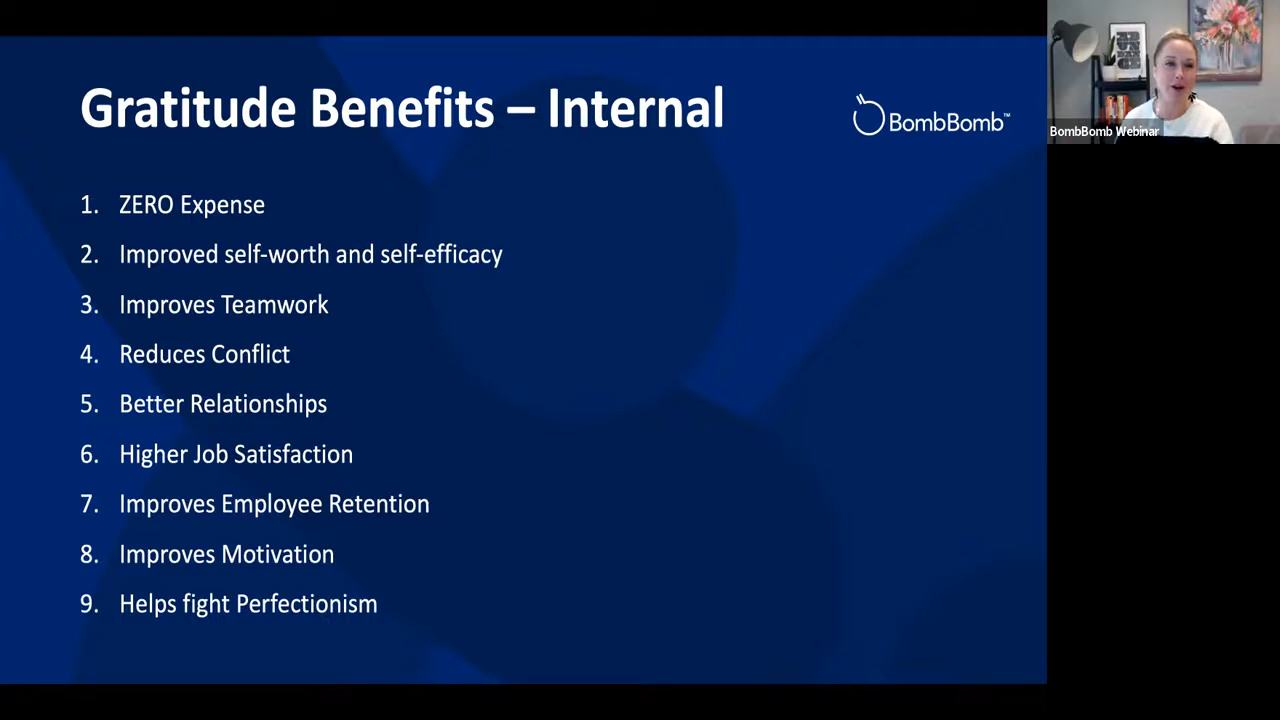 Gratitude Benefits – Internal
BombBomb™
1. ZERO Expense
2. Improved self-worth and self-efficacy
3. Improves Teamwork
4. Reduces Conflict
5. Better Relationships
6. Higher Job Satisfaction
7. Improves Employee Retention
8. Improves Motivation
9. Helps fight Perfectionism
BombBomb Webinar